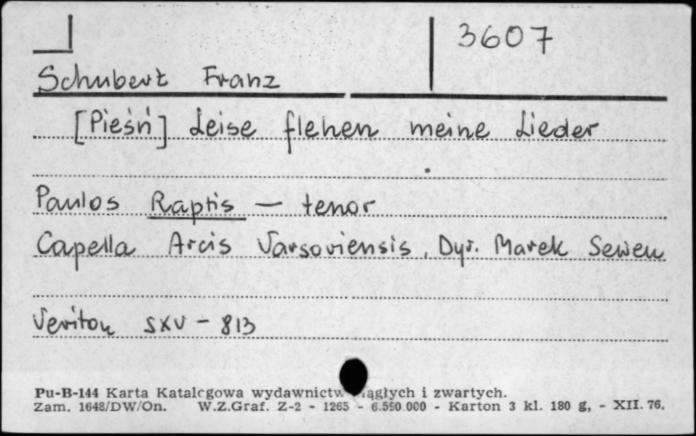 3607
Schubert Franz
[Pieśń] Leise flehen meine Lieder
Paulos Raptis – tenor
Capella Arcis Varsoviensis, Dyr. Marek Sewen
Veriton SXV – 813
Pu-B-144 Karta Katalogowa wydawnictw ciągłych i zwartych.
Zam. 1648/DW/On. W.Z.Graf. Z-2 - 1265 - 6.550.000 - Karton 3 kl. 180 g, - XII. 76.